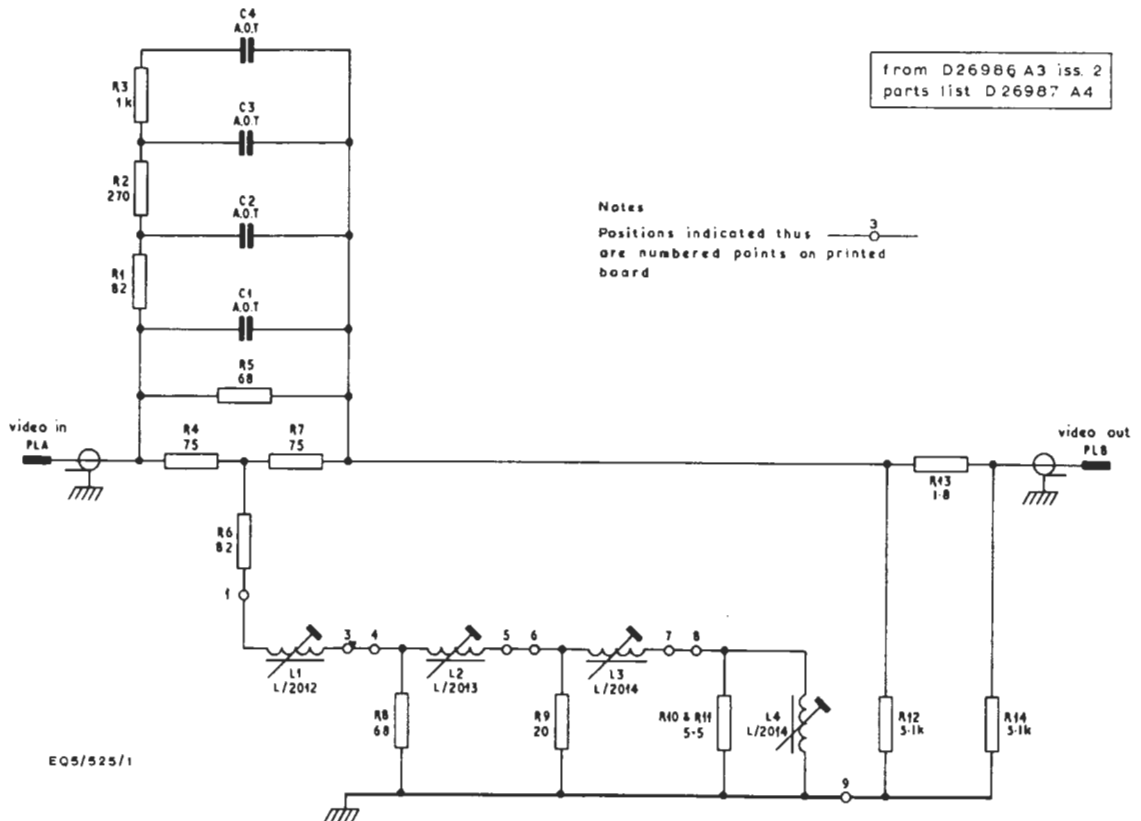 C4
A.O.T
from D26986 A3 iss. 2
parts list D26987 A4
R3
1k
C3
A.O.T
R2
270
C2
A.O.T
Notes
Positions indicated thus 3
are numbered points on printed
board
R1
82
C1
A.O.T
R5
68
video in
PLA
R4
75
R7
75
video out
PLB
R13
1·8
R6
82
1
3
4
5
6
7
8
L1
L/2012
L2
L/2013
L3
L/2014
R8
68
R9
20
R10 & R11
5·5
L4
L/2014
R12
3·1k
R14
3·1k
EQ5/525/1
9